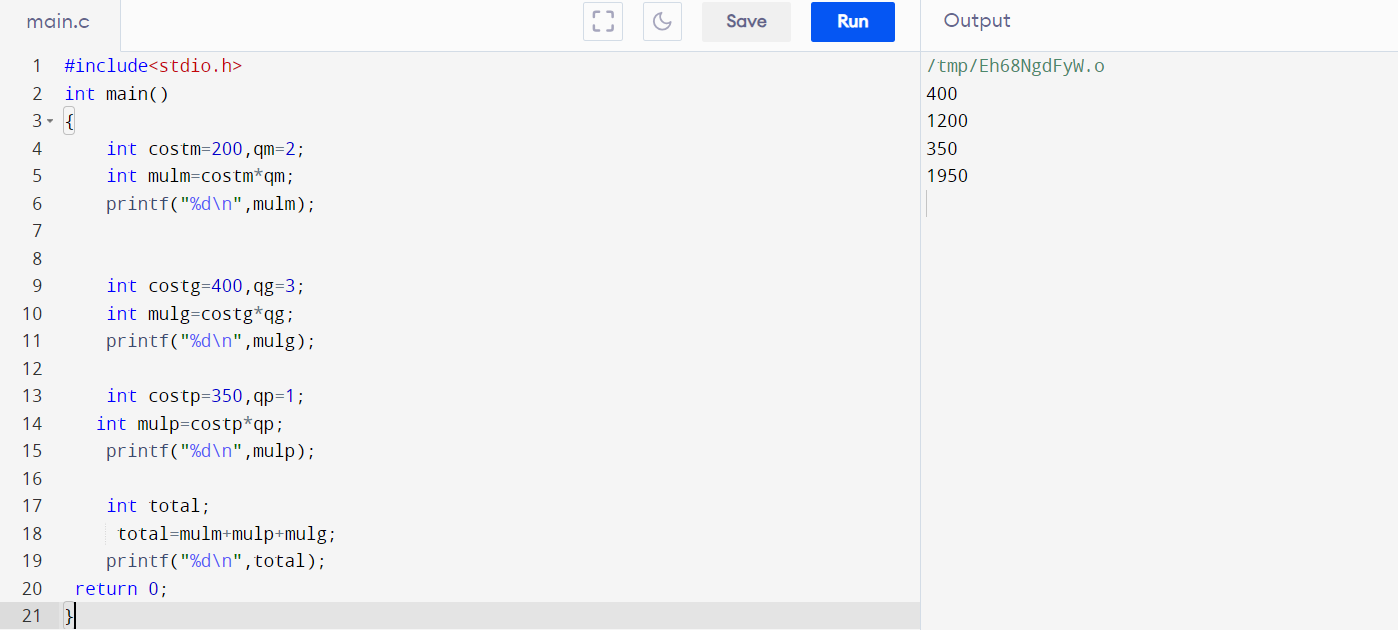 main.c
Save
Run
Output
1 #include<stdio.h>
2 int main()
3 {
4 int costm=200,qm=2;
5 int mulm=costm*qm;
6 printf("%d\n",mulm);
7
8
9 int costg=400,qg=3;
10 int mulg=costg*qg;
11 printf("%d\n",mulg);
12
13 int costp=350,qp=1;
14 int mulp=costp*qp;
15 printf("%d\n",mulp);
16
17 int total;
18 total=mulm+mulp+mulg;
19 printf("%d\n",total);
20 return 0;
21 }
/tmp/Eh68NgdFyW.o
400
1200
350
1950